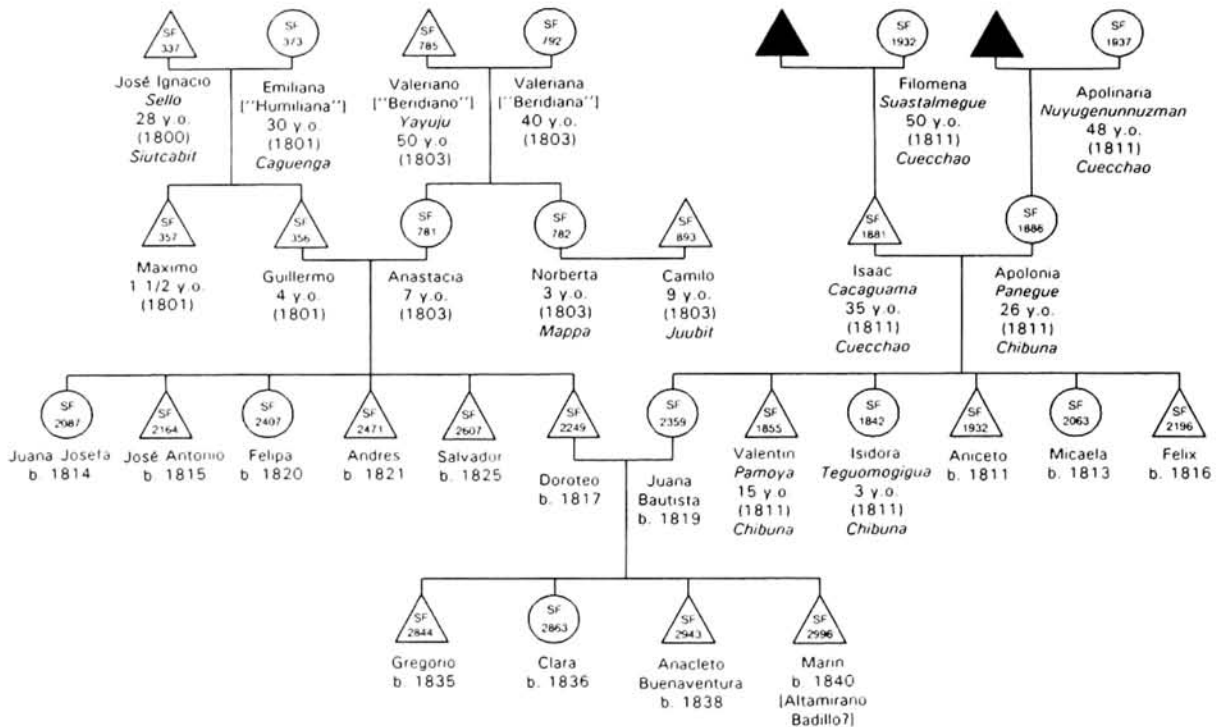 SF
337
SF
373
SF
785
SF
792
SF
1932
SF
1937
José Ignacio
Sello
28 y.o.
(1800)
Siutcabit
Emiliana
[''Humiliana'']
30 y.o.
(1801)
Caguenga
Valeriano
[''Beridiano'']
Yayuju
50 y.o
(1803)
Valeriana
[''Beridiana'']
40 y.o.
(1803)
Filomena
Suastalmegue
50 y.o.
(1811)
Cuecchao
Apolinaria
Nuyugenunnuzman
48 y.o.
(1811)
Cuecchao
SF
357
SF
356
SF
781
SF
782
SF
893
SF
1881
SF
1886
Maximo
1 1/2 y.o.
(1801)
Guillermo
4 y.o.
(1801)
Anastacia
7 y.o.
(1803)
Norberta
3 y.o.
(1803)
Mappa
Camilo
9 y.o.
(1803)
Juubit
Isaac
Cacaguama
35 y.o.
(1811)
Cuecchao
Apolonia
Panegue
26 y.o.
(1811)
Chibuna
SF
2087
SF
2164
SF
2407
SF
2471
SF
2607
SF
2249
SF
2359
SF
1855
SF
1842
SF
1932
SF
2063
SF
2196
Juana Josefa
b. 1814
José Antonio
b. 1815
Felipa
b. 1820
Andres
b. 1821
Salvador
b. 1825
Doroteo
b. 1817
Juana
Bautista
b. 1819
Valentin
Pamoya
15 y.o
(1811)
Chibuna
Isidora
Teguomogigua
3 y.o.
(1811)
Chibuna
Aniceto
b. 1811
Micaela
b. 1813
Felix
b. 1816
SF
2844
SF
2863
SF
2943
SF
2996
Gregorio
b. 1835
Clara
b. 1836
Anacleto
Buenaventura
b. 1838
Marin
b. 1840
[Altamirano
Badillo?]